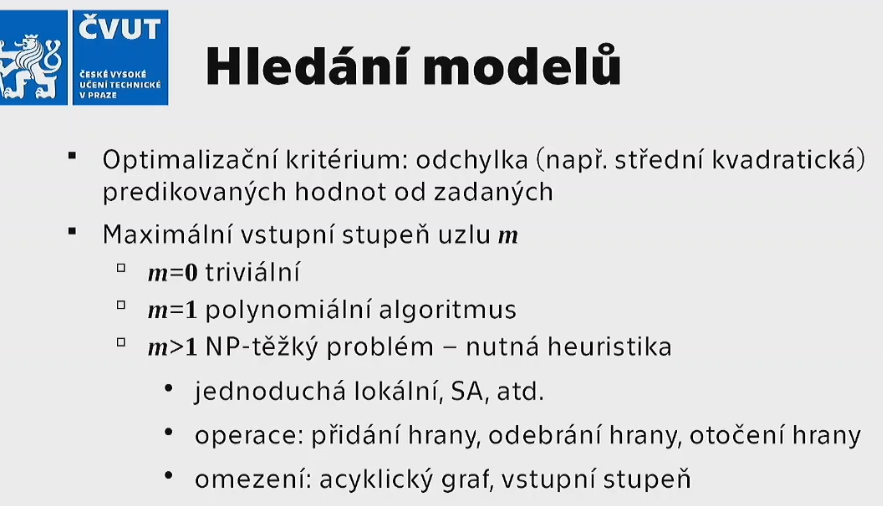 ČVUT
ČESKÉ VYSOKÉ
UČENÍ TECHNICKÉ
V PRAZE
Hledání modelů
▪ Optimalizační kritérium: odchylka (např. střední kvadratická)
predikovaných hodnot od zadaných
▪ Maximální vstupní stupeň uzlu m
▫ m=0 triviální
▫ m=1 polynomiální algoritmus
▫ m>1 NP-těžký problém – nutná heuristika
• jednoduchá lokální, SA, atd.
• operace: přidání hrany, odebrání hrany, otočení hrany
• omezení: acyklický graf, vstupní stupeň